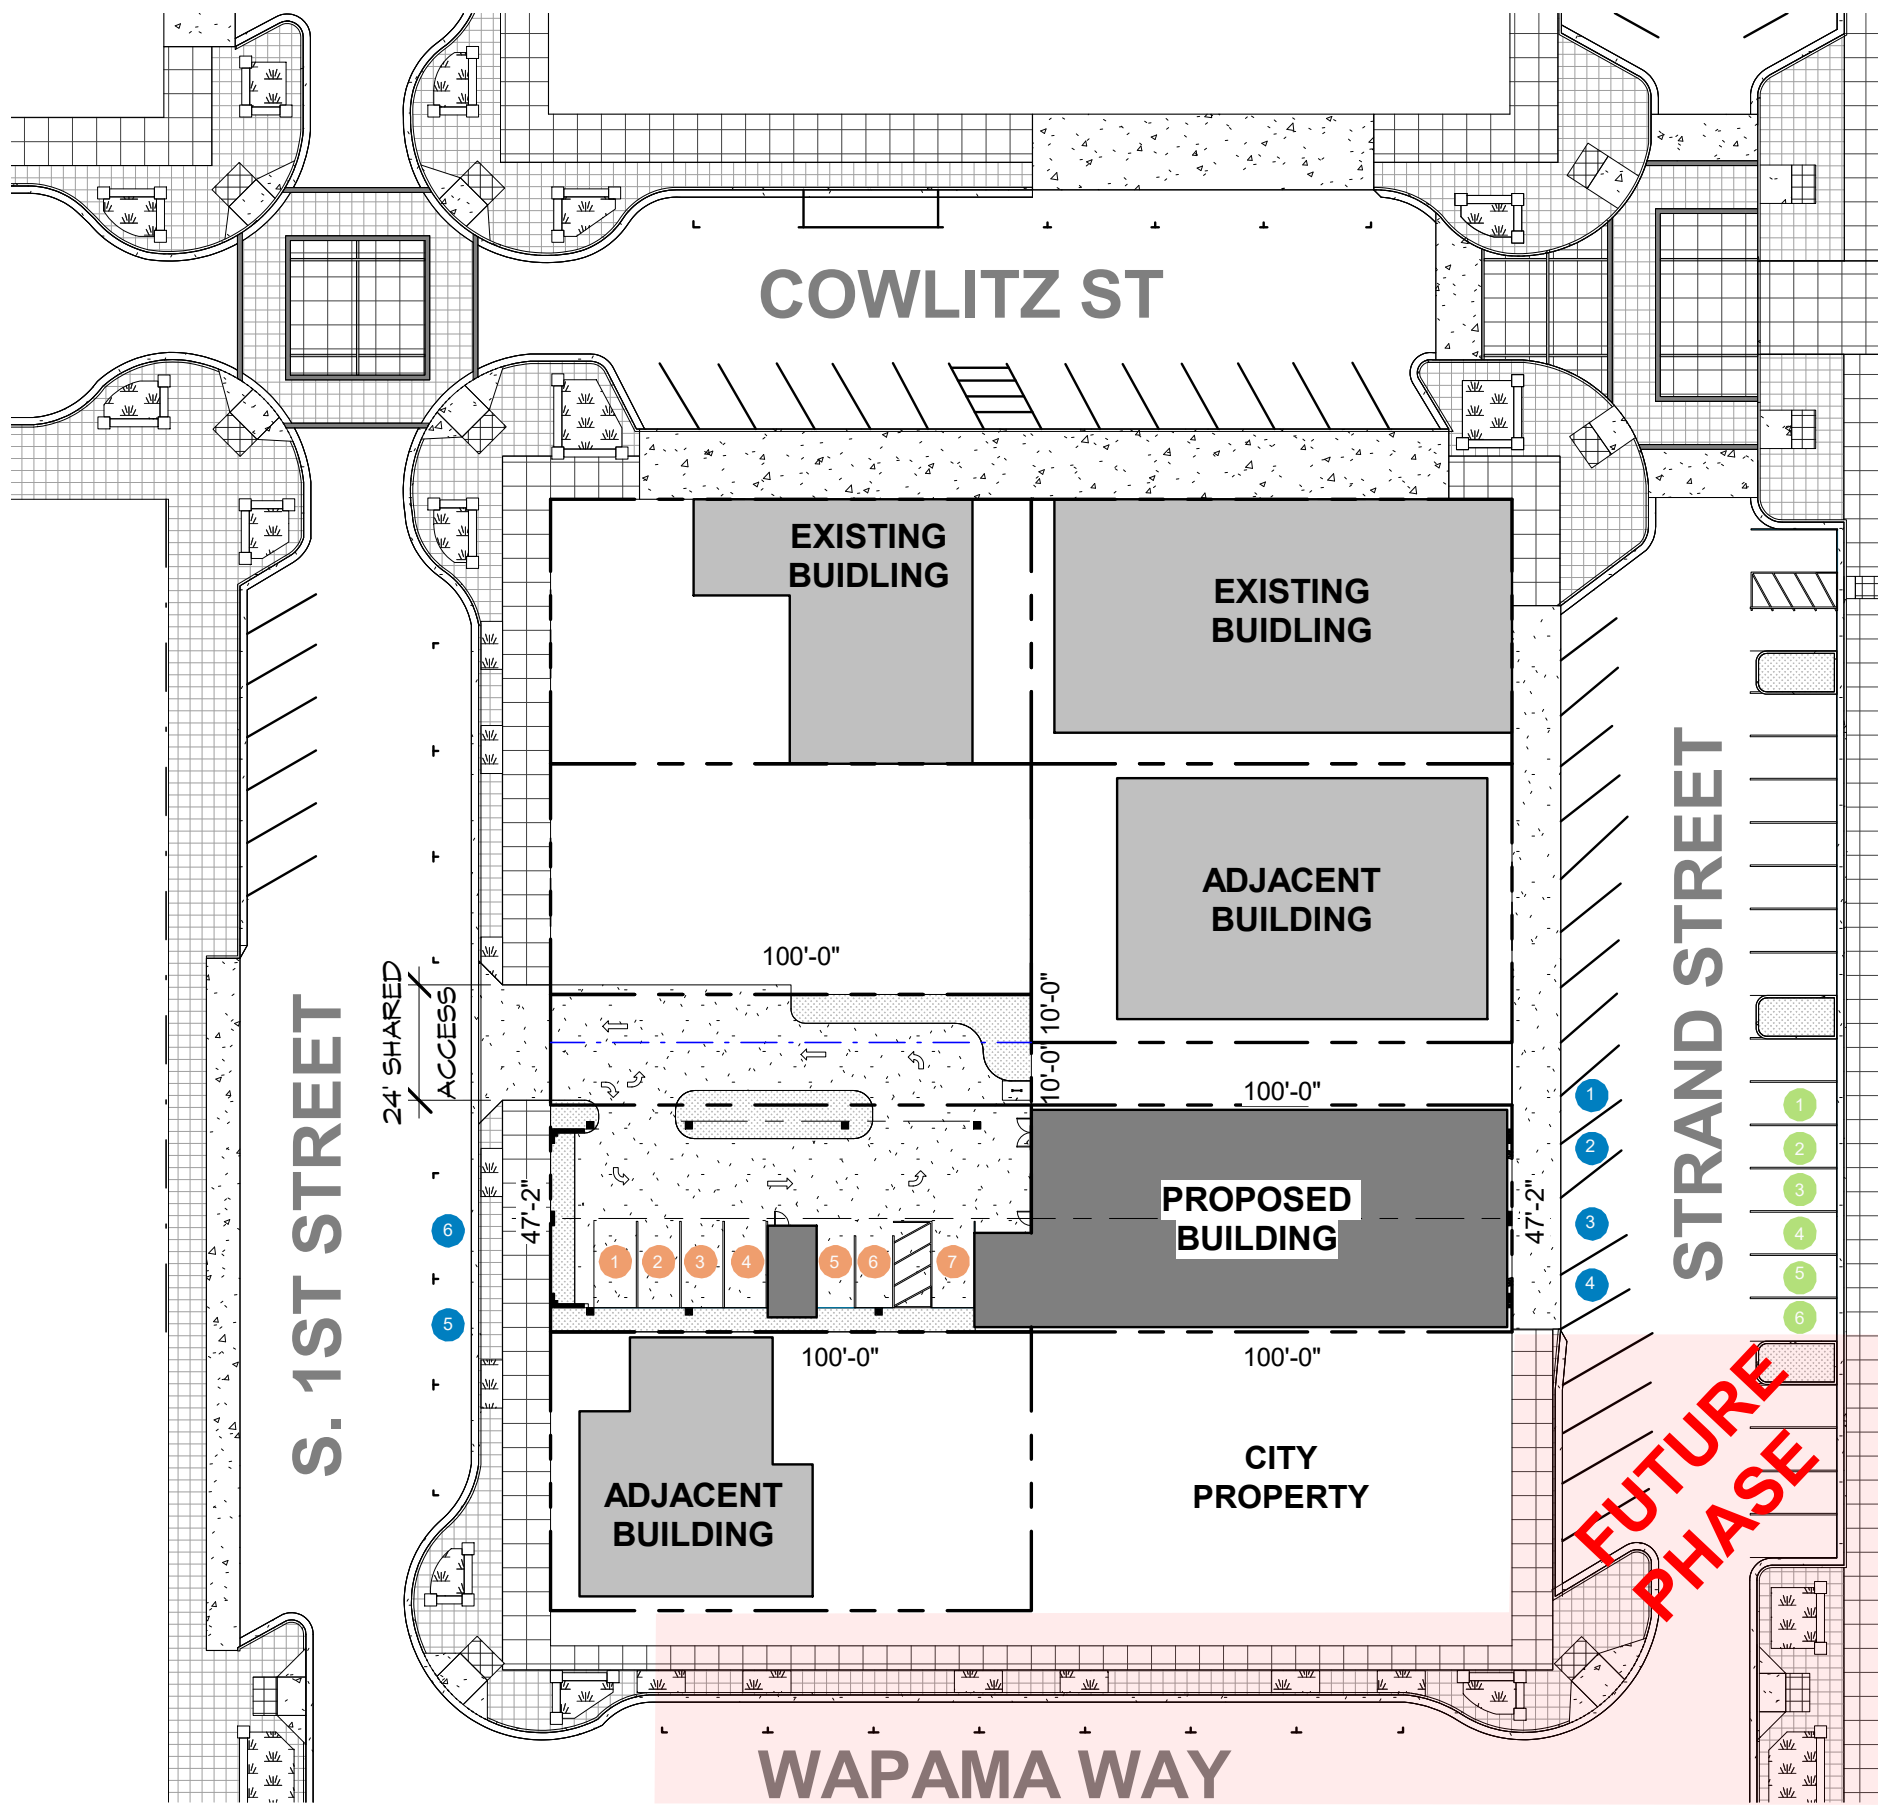 COWLITZ ST
EXISTING
BUIDLING
EXISTING
BUIDLING
ADJACENT
BUILDING
STRAND STREET
S. 1ST STREET
24' SHARED
ACCESS
100'-0"
10'-0"
10'-0"
100'-0"
47'-2"
PROPOSED
BUILDING
47'-2"
1
2
3
4
5
6
7
6
5
1
2
3
4
1
2
3
4
5
6
100'-0"
100'-0"
ADJACENT
BUILDING
CITY
PROPERTY
FUTURE
PHASE
WAPAMA WAY